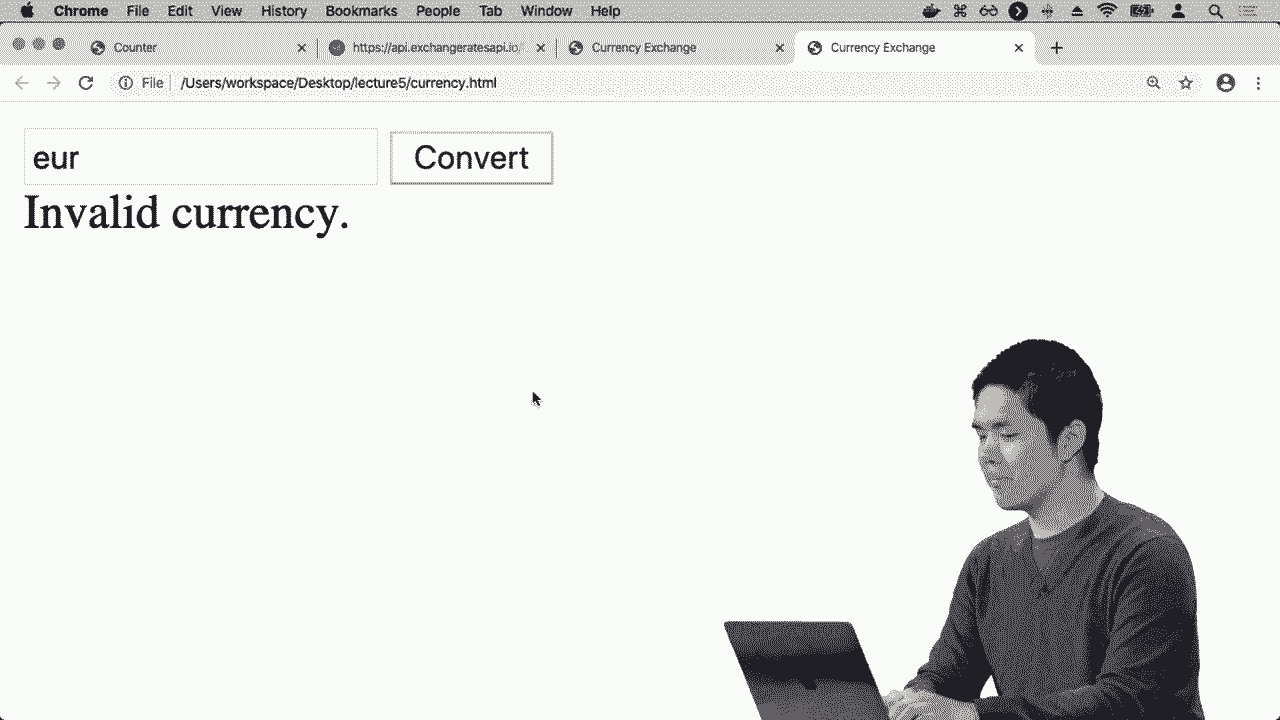 Chrome File Edit View History Bookmarks People Tab Window Help
Counter https://api.exchangeratesapi.io/ Currency Exchange Currency Exchange
File /Users/workspace/Desktop/lecture5/currency.html
eur Convert
Invalid currency.